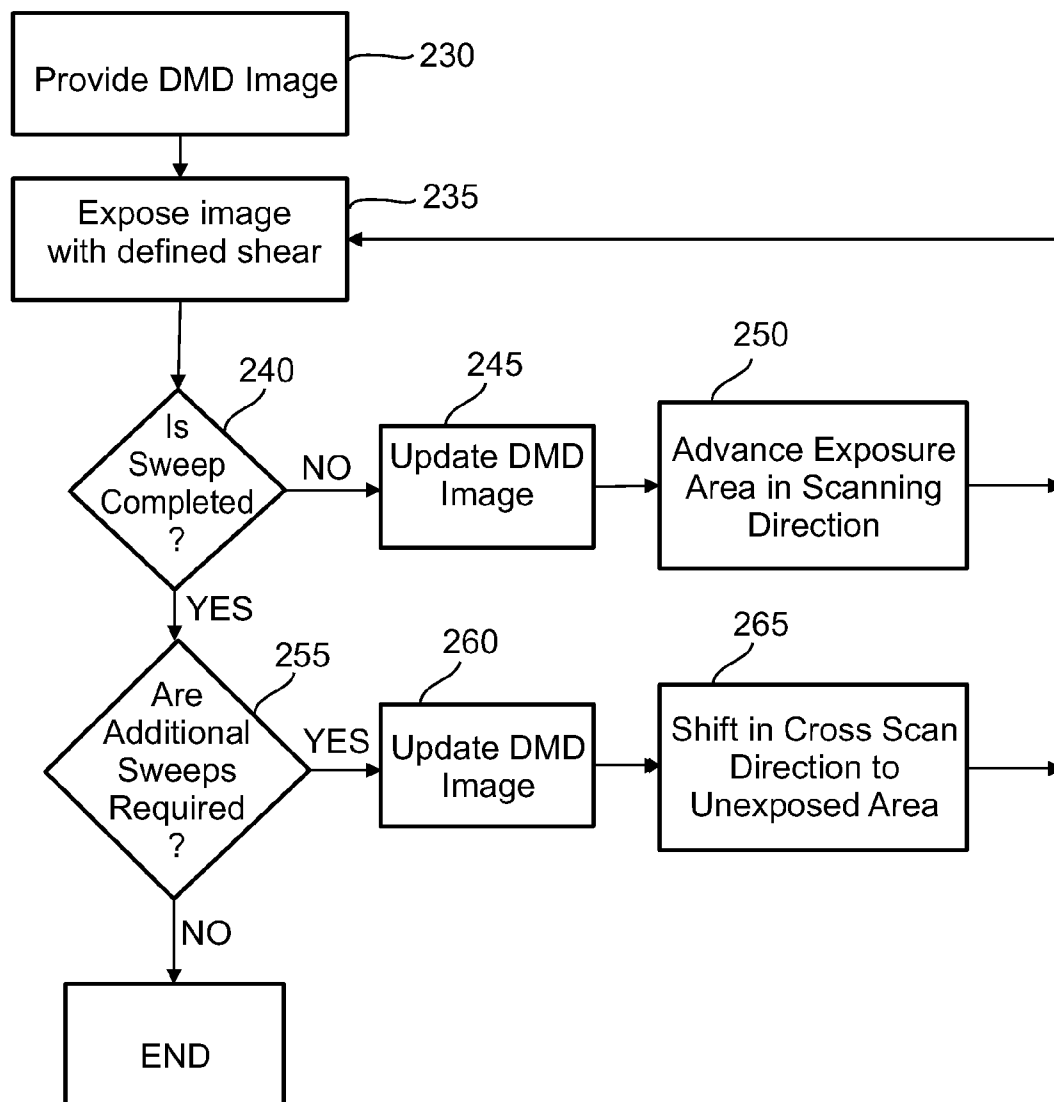 Provide DMD Image
230
Expose image
with defined shear
235
Is
Sweep
Completed
?
240
NO
Update DMD
Image
245
Advance Exposure
Area in Scanning
Direction
250
YES
Are
Additional
Sweeps
Required
?
255
YES
Update DMD
Image
260
Shift in Cross Scan
Direction to
Unexposed Area
265
NO
END